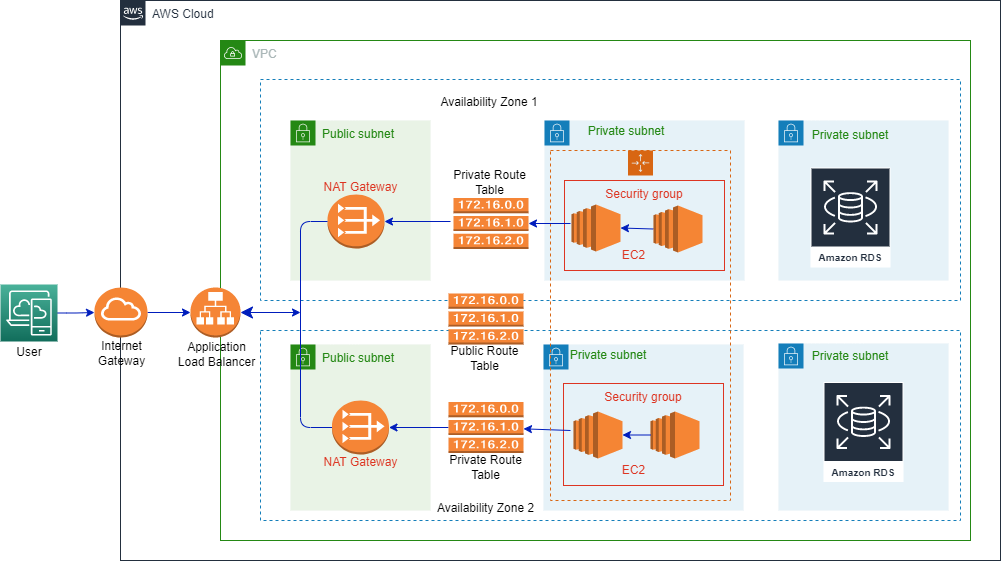 aws
AWS Cloud
VPC
Availability Zone 1
Public subnet
Private subnet
Private subnet
NAT Gateway
Private Route
Table
172.16.0.0
172.16.1.0
172.16.2.0
Security group
EC2
Amazon RDS
User
Internet
Gateway
Application
Load Balancer
172.16.0.0
172.16.1.0
172.16.2.0
Public Route
Table
Public subnet
Private subnet
Private subnet
NAT Gateway
172.16.0.0
172.16.1.0
172.16.2.0
Private Route
Table
Security group
EC2
Amazon RDS
Availability Zone 2